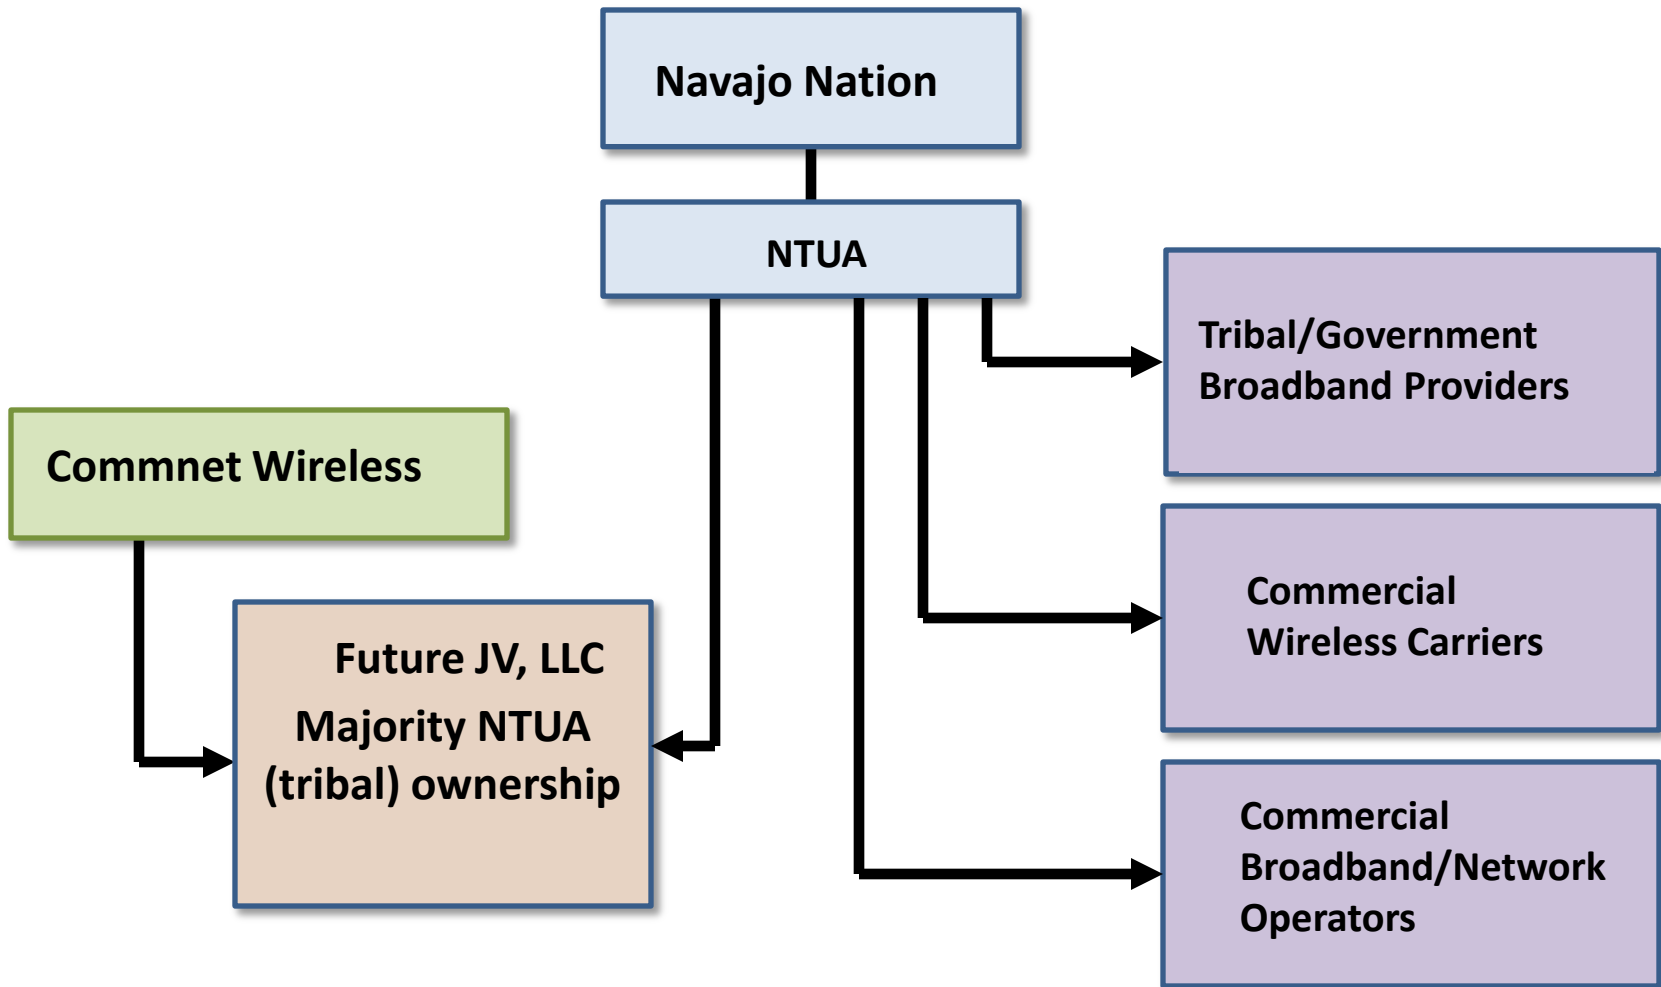 Navajo Nation
NTUA
Tribal/Government
Broadband Providers
Commnet Wireless
Commercial
Wireless Carriers
Future JV, LLC
Majority NTUA
(tribal) ownership
Commercial
Broadband/Network
Operators